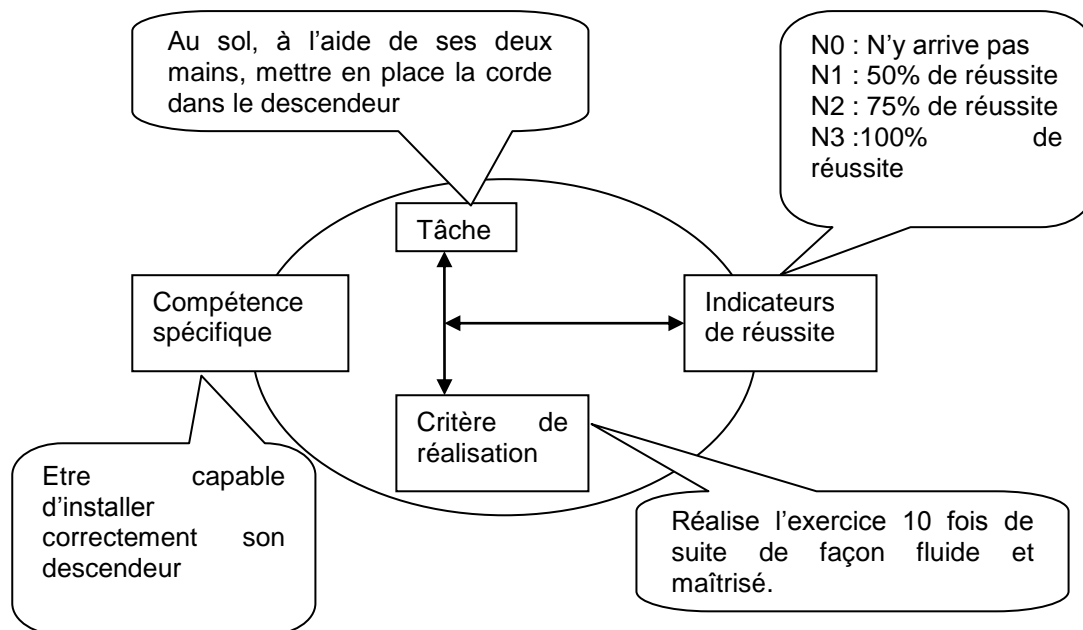 Au sol, à l’aide de ses deux
mains, mettre en place la corde
dans le descendeur
N0 : N’y arrive pas
N1 : 50% de réussite
N2 : 75% de réussite
N3 :100% de
réussite
Tâche
Compétence
spécifique
Indicateurs
de réussite
Critère de
réalisation
Etre capable
d’installer
correctement son
descendeur
Réalise l’exercice 10 fois de
suite de façon fluide et
maîtrisé.